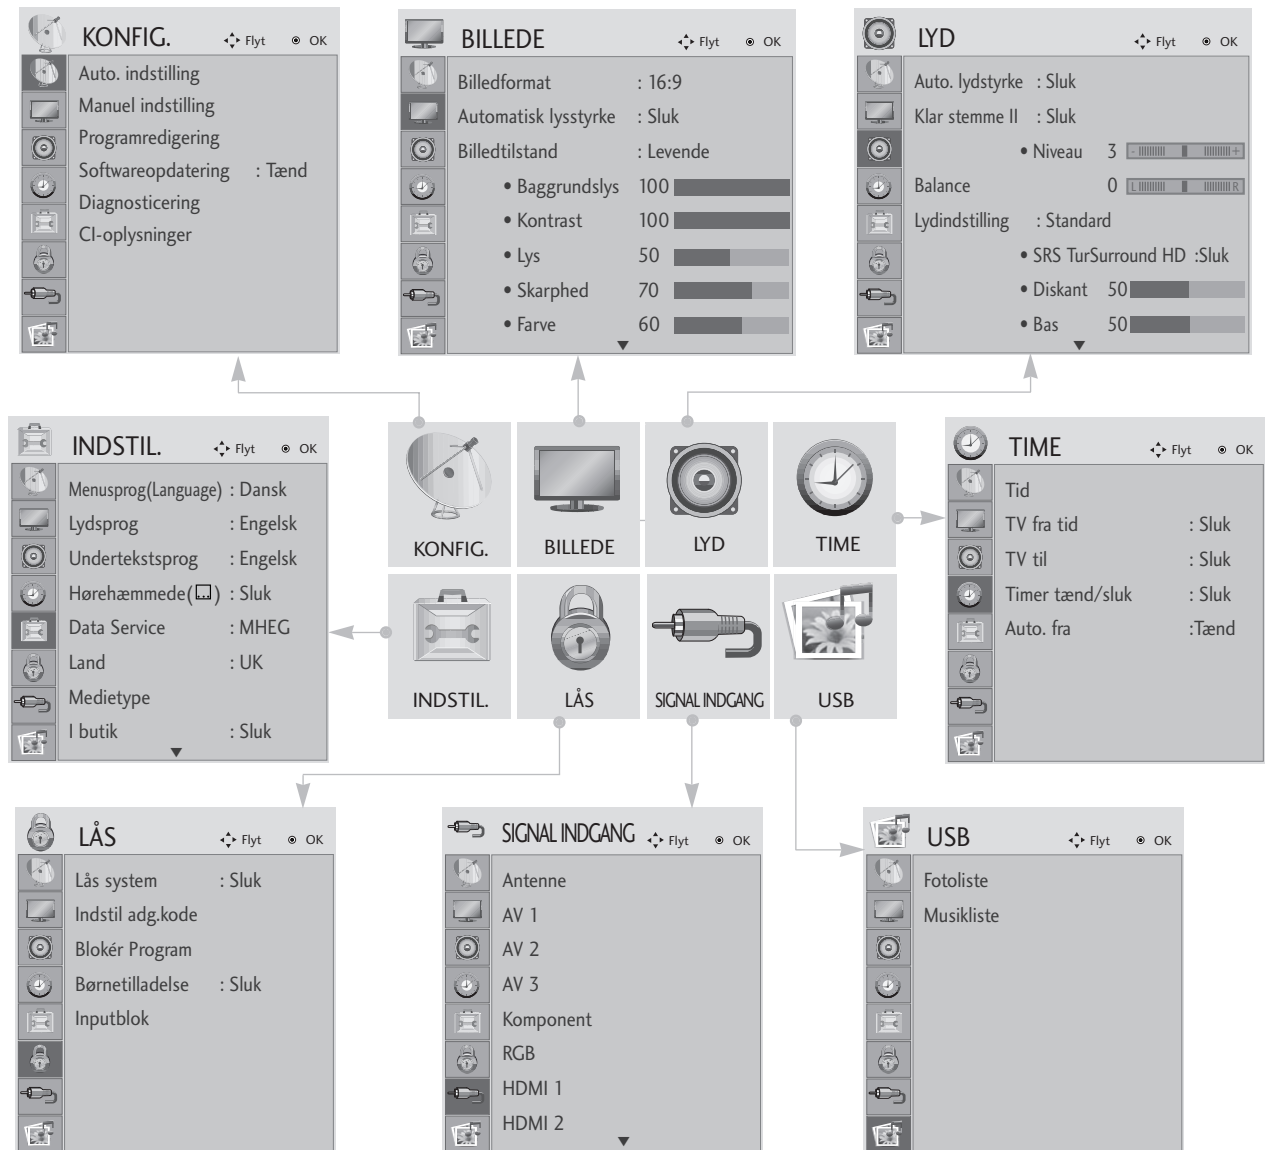 KONFIG. Flyt OK
Auto. indstilling
Manuel indstilling
Programredigering
Softwareopdatering : Tænd
Diagnosticering
CI-oplysninger
BILLEDE Flyt OK
Billedformat : 16:9
Automatisk lysstyrke : Sluk
Billedtilstand : Levende
• Baggrundslys 100
• Kontrast 100
• Lys 50
• Skarphed 70
• Farve 60
LYD Flyt OK
Auto. lydstyrke : Sluk
Klar stemme II : Sluk
• Niveau 3 - +
Balance 0 L R
Lydindstilling : Standard
• SRS TurSurround HD :Sluk
• Diskant 50
• Bas 50
INDSTIL. Flyt OK
Menusprog(Language) : Dansk
Lydsprog : Engelsk
Undertekstsprog : Engelsk
Hørehæmmede( ) : Sluk
Data Service : MHEG
Land : UK
Medietype
I butik : Sluk
KONFIG.
BILLEDE
LYD
TIME
INDSTIL.
LÅS
SIGNAL INDGANG
USB
TIME Flyt OK
Tid
TV fra tid : Sluk
TV til : Sluk
Timer tænd/sluk : Sluk
Auto. fra :Tænd
LÅS Flyt OK
Lås system : Sluk
Indstil adg.kode
Blokér Program
Børnetilladelse : Sluk
Inputblok
SIGNAL INDGANG Flyt OK
Antenne
AV 1
AV 2
AV 3
Komponent
RGB
HDMI 1
HDMI 2
USB Flyt OK
Fotoliste
Musikliste